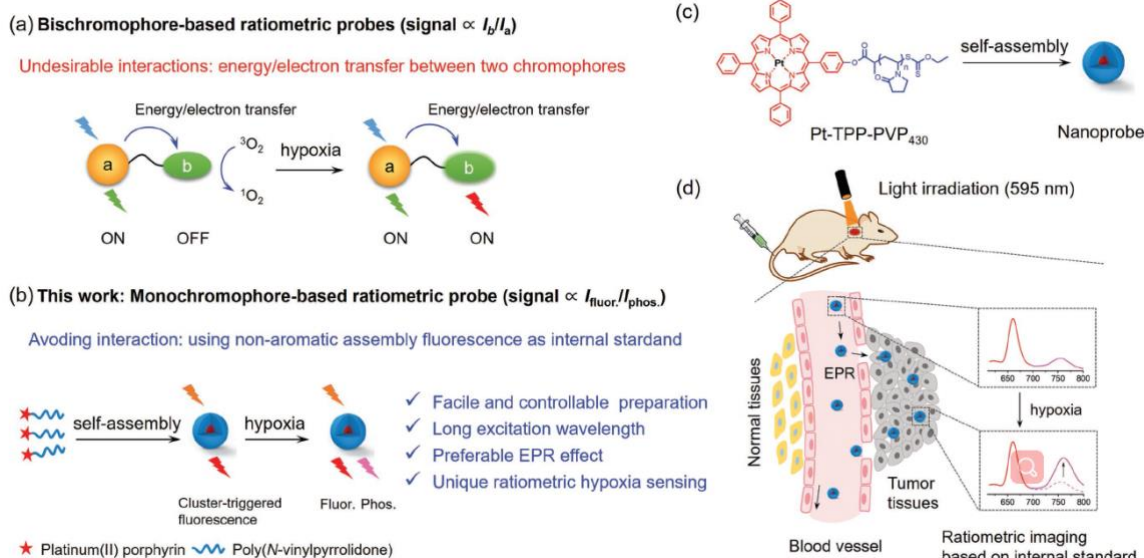 (a) Bischromophore-based ratiometric probes (signal ∝ Ib/Ia)
Undesirable interactions: energy/electron transfer between two chromophores
Energy/electron transfer
Energy/electron transfer
a
b
³O₂
¹O₂
hypoxia
a
b
ON
OFF
ON
ON
(b) This work: Monochromophore-based ratiometric probe (signal ∝ Ifluor./Iphos.)
Avoding interaction: using non-aromatic assembly fluorescence as internal stardard
self-assembly
hypoxia
Cluster-triggered
fluorescence
Fluor. Phos.
✓ Facile and controllable preparation
✓ Long excitation wavelength
✓ Preferable EPR effect
✓ Unique ratiometric hypoxia sensing
★ Platinum(II) porphyrin
Poly(N-vinylpyrrolidone)
(c)
N
N
Pt
N
N
O
O
S
S
O
N
n
S
O
self-assembly
Pt-TPP-PVP₄₃₀
Nanoprobe
(d)
Light irradiation (595 nm)
Normal tissues
EPR
Tumor
tissues
Blood vessel
650 700 750 800
hypoxia
650 700 750 800
Ratiometric imaging
based on internal standard